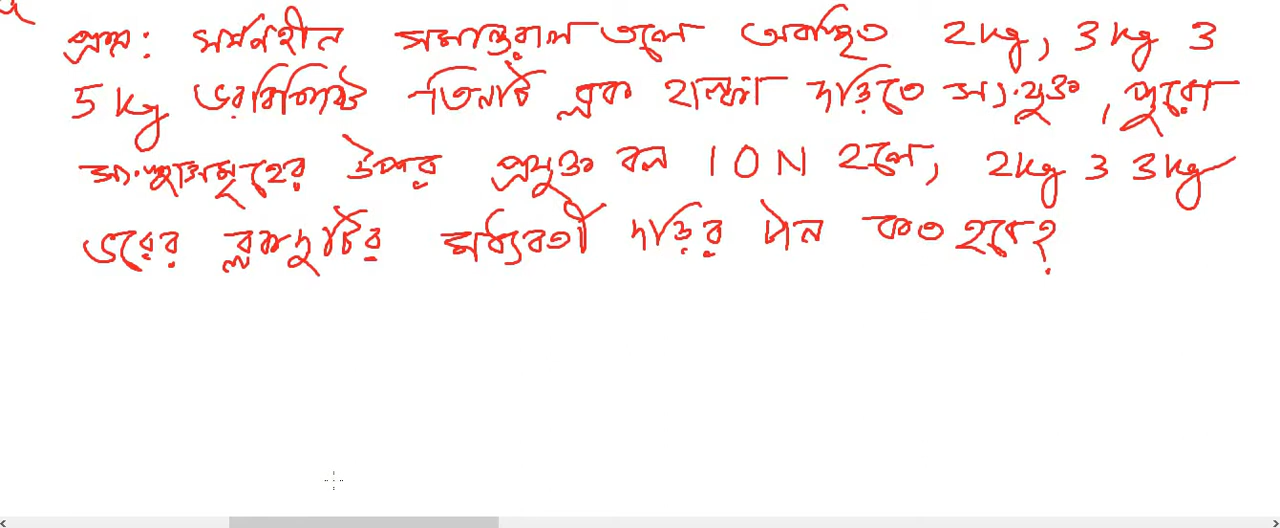 প্রশ্ন: ঘর্ষণহীন সমান্তরাল তলে অবস্থিত 2kg, 3kg ও
5kg ভরবিশিষ্ট তিনটি ব্লক হাল্কা দড়িতে সংযুক্ত, পুরো
সংস্থাসমূহের উপর প্রযুক্ত বল 10N হলে, 2kg ও 3kg
ভরের ব্লকদুটির মধ্যবর্তী দড়ির টান কত হবে?